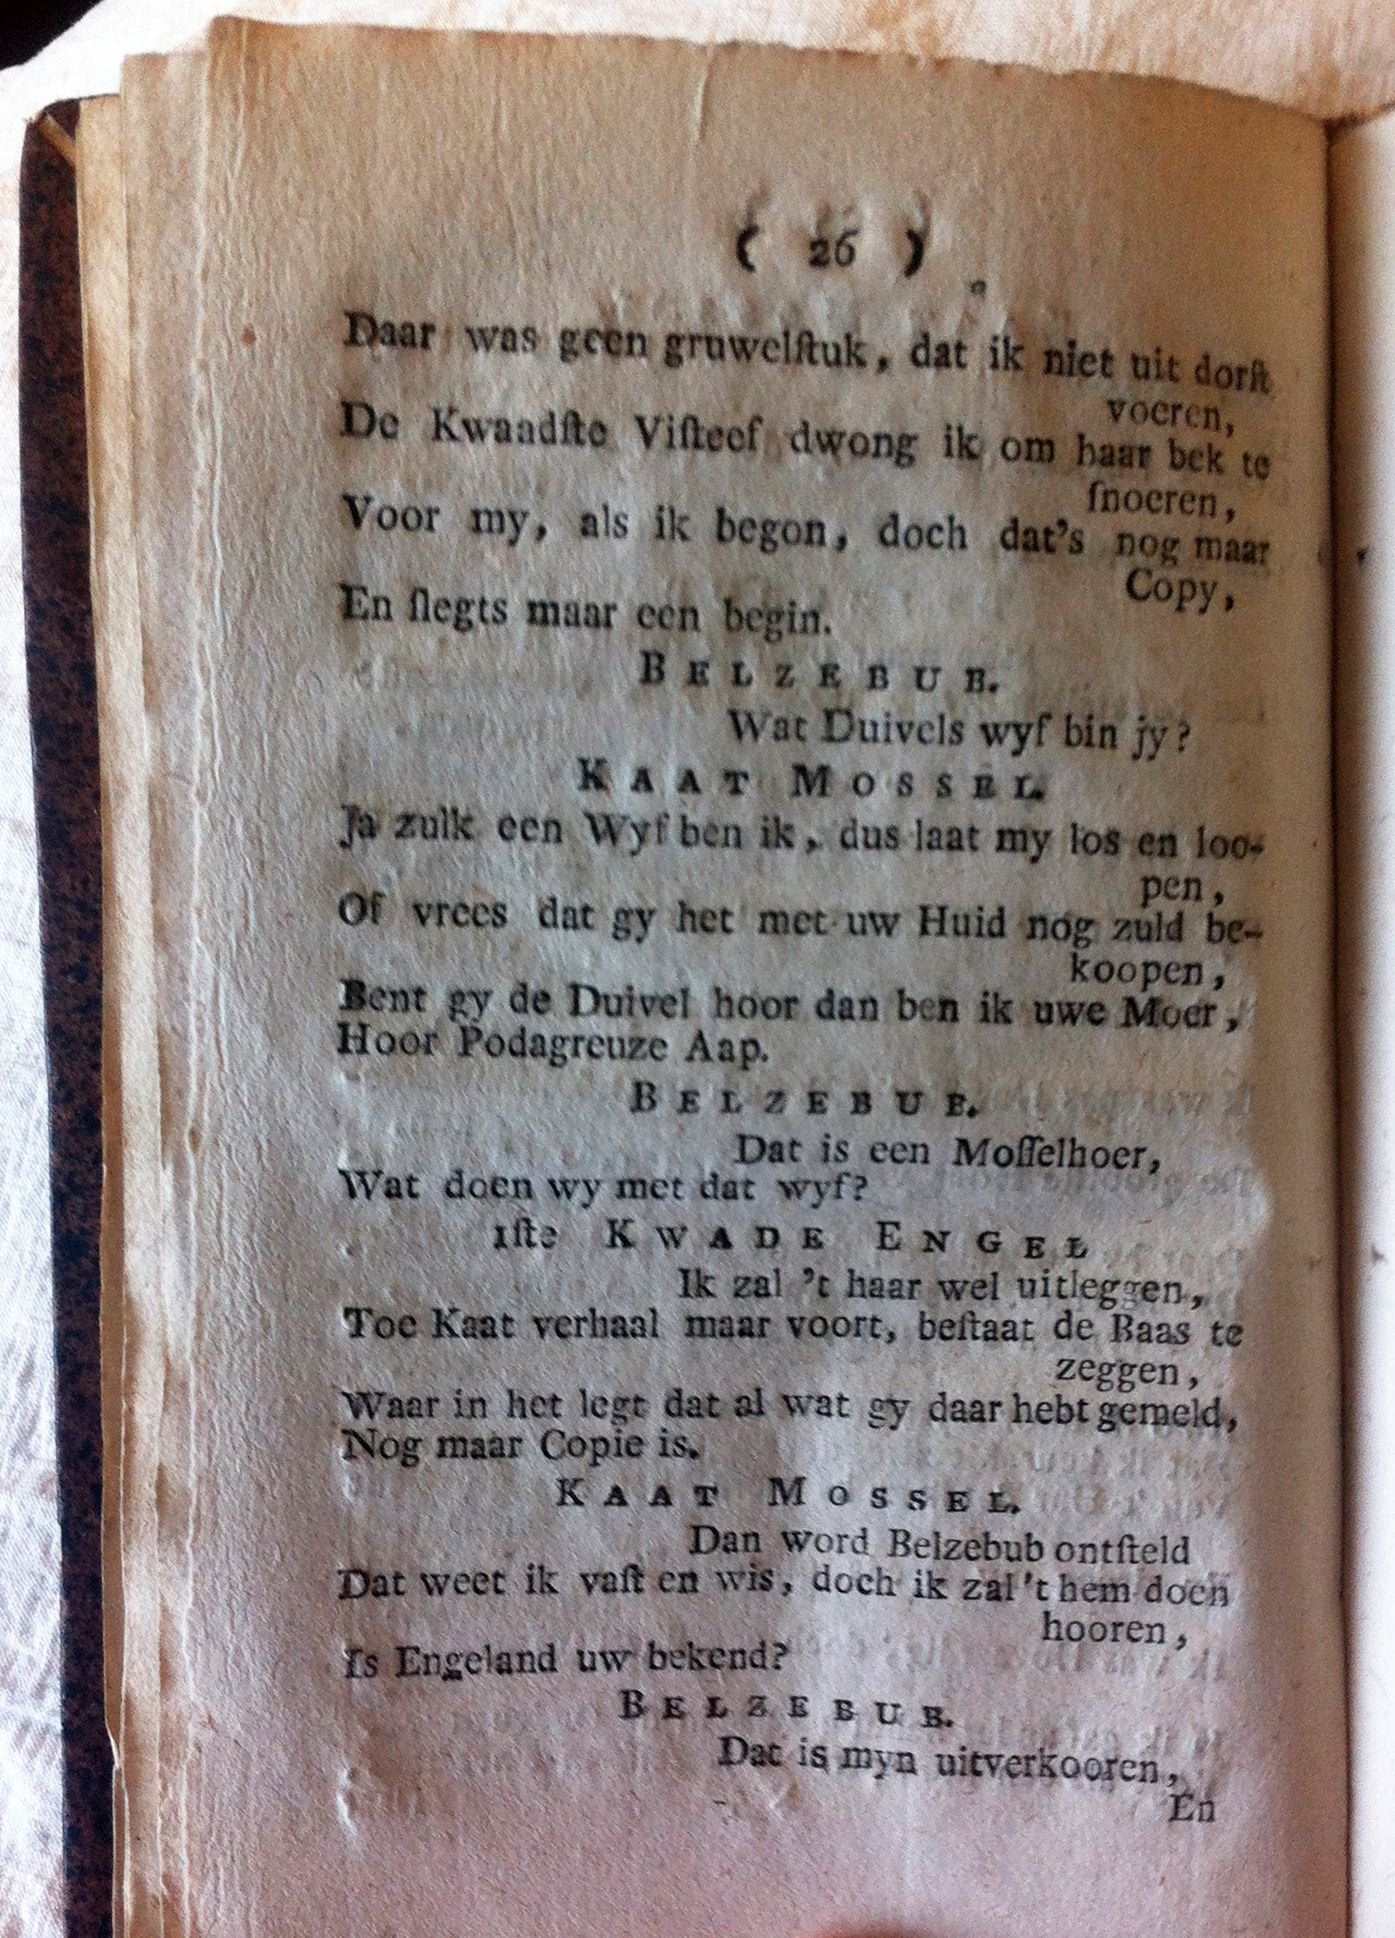 ( 26 )
Daar was geen gruwelſtuk, dat ik niet uit dorſt
voeren,
De Kwaadſte Viſteef dwong ik om haar bek te
ſnoeren,
Voor my, als ik begon, doch dat's nog maar
Copy,
En ſlegts maar een begin.
BELZEBUB.
Wat Duivels wyf bin jy?
KAAT MOSSEL.
Ja zulk een Wyf ben ik, dus laat my los en loo-
pen,
Of vrees dat gy het met uw Huid nog zuld be-
koopen,
Bent gy de Duivel hoor dan ben ik uwe Moer,
Hoor Podagreuze Aap.
BELZEBUB.
Dat is een Moſſelhoer,
Wat doen wy met dat wyf?
1ſte KWADE ENGEL
Ik zal 't haar wel uitleggen,
Toe Kaat verhaal maar voort, beſtaat de Baas te
zeggen,
Waar in het legt dat al wat gy daar hebt gemeld,
Nog maar Copie is.
KAAT MOSSEL.
Dan word Belzebub ontſteld
Dat weet ik vaſt en wis, doch ik zal 't hem doen
hooren,
Is Engeland uw bekend?
BELZEBUB.
Dat is myn uitverkooren,
En